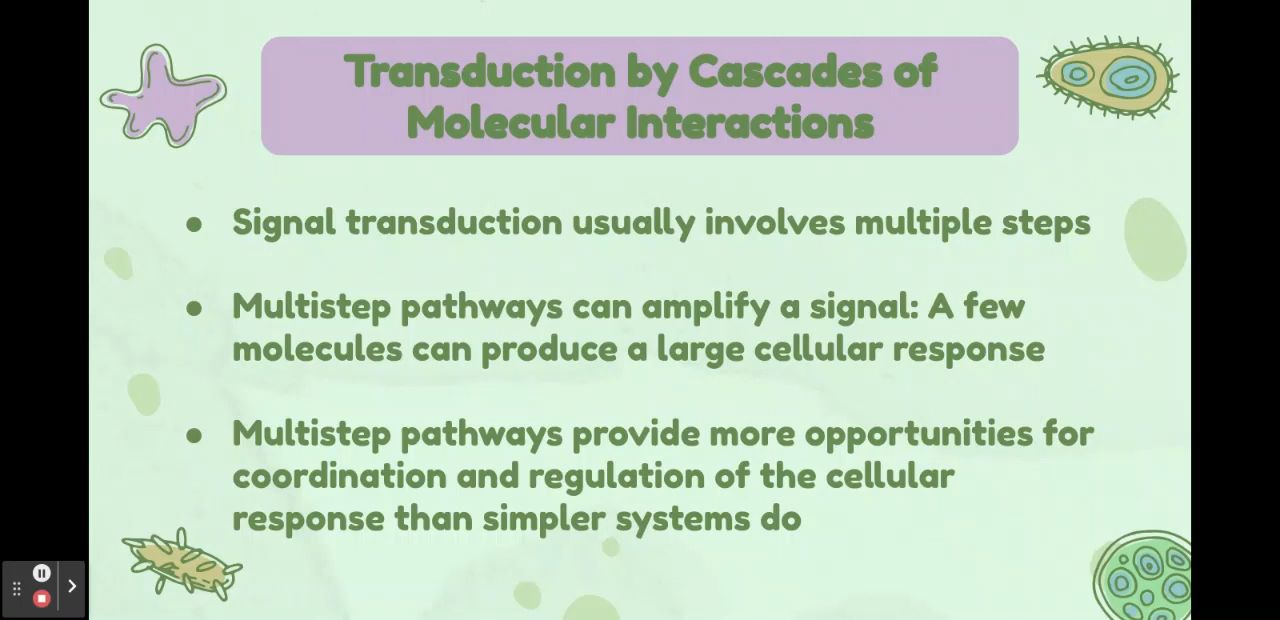 Transduction by Cascades of
Molecular Interactions
● Signal transduction usually involves multiple steps
● Multistep pathways can amplify a signal: A few
molecules can produce a large cellular response
● Multistep pathways provide more opportunities for
coordination and regulation of the cellular
response than simpler systems do